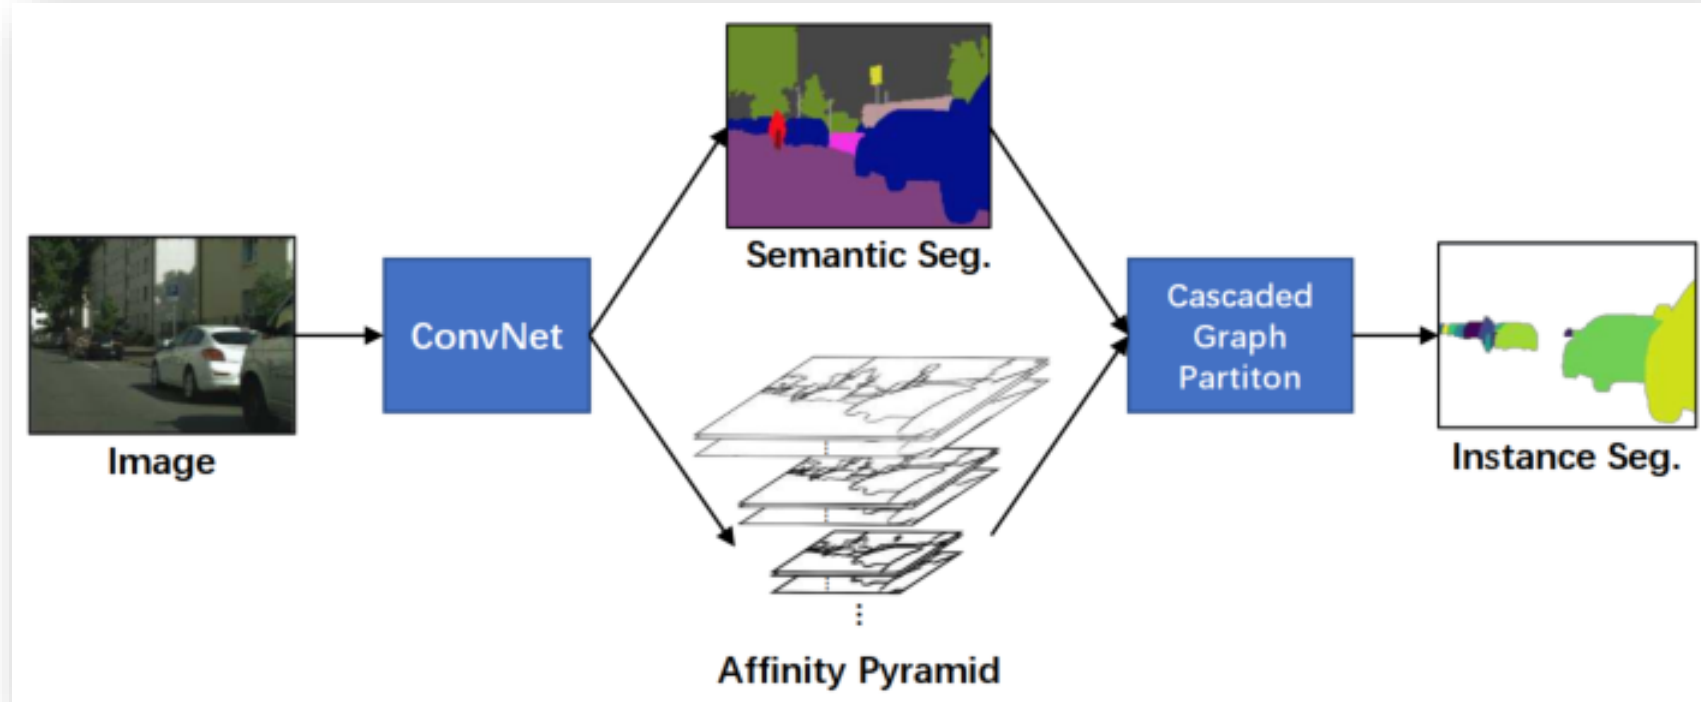 Image
ConvNet
Semantic Seg.
Affinity Pyramid
Cascaded
Graph
Partiton
Instance Seg.